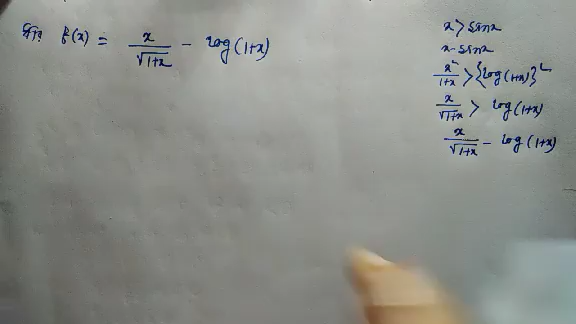 ধরি f(x) = x/√(1+x) - log(1+x)
x > sinx
x - sinx
x²/(1+x) > {log(1+x)}²
x/√(1+x) > log(1+x)
x/√(1+x) - log(1+x)